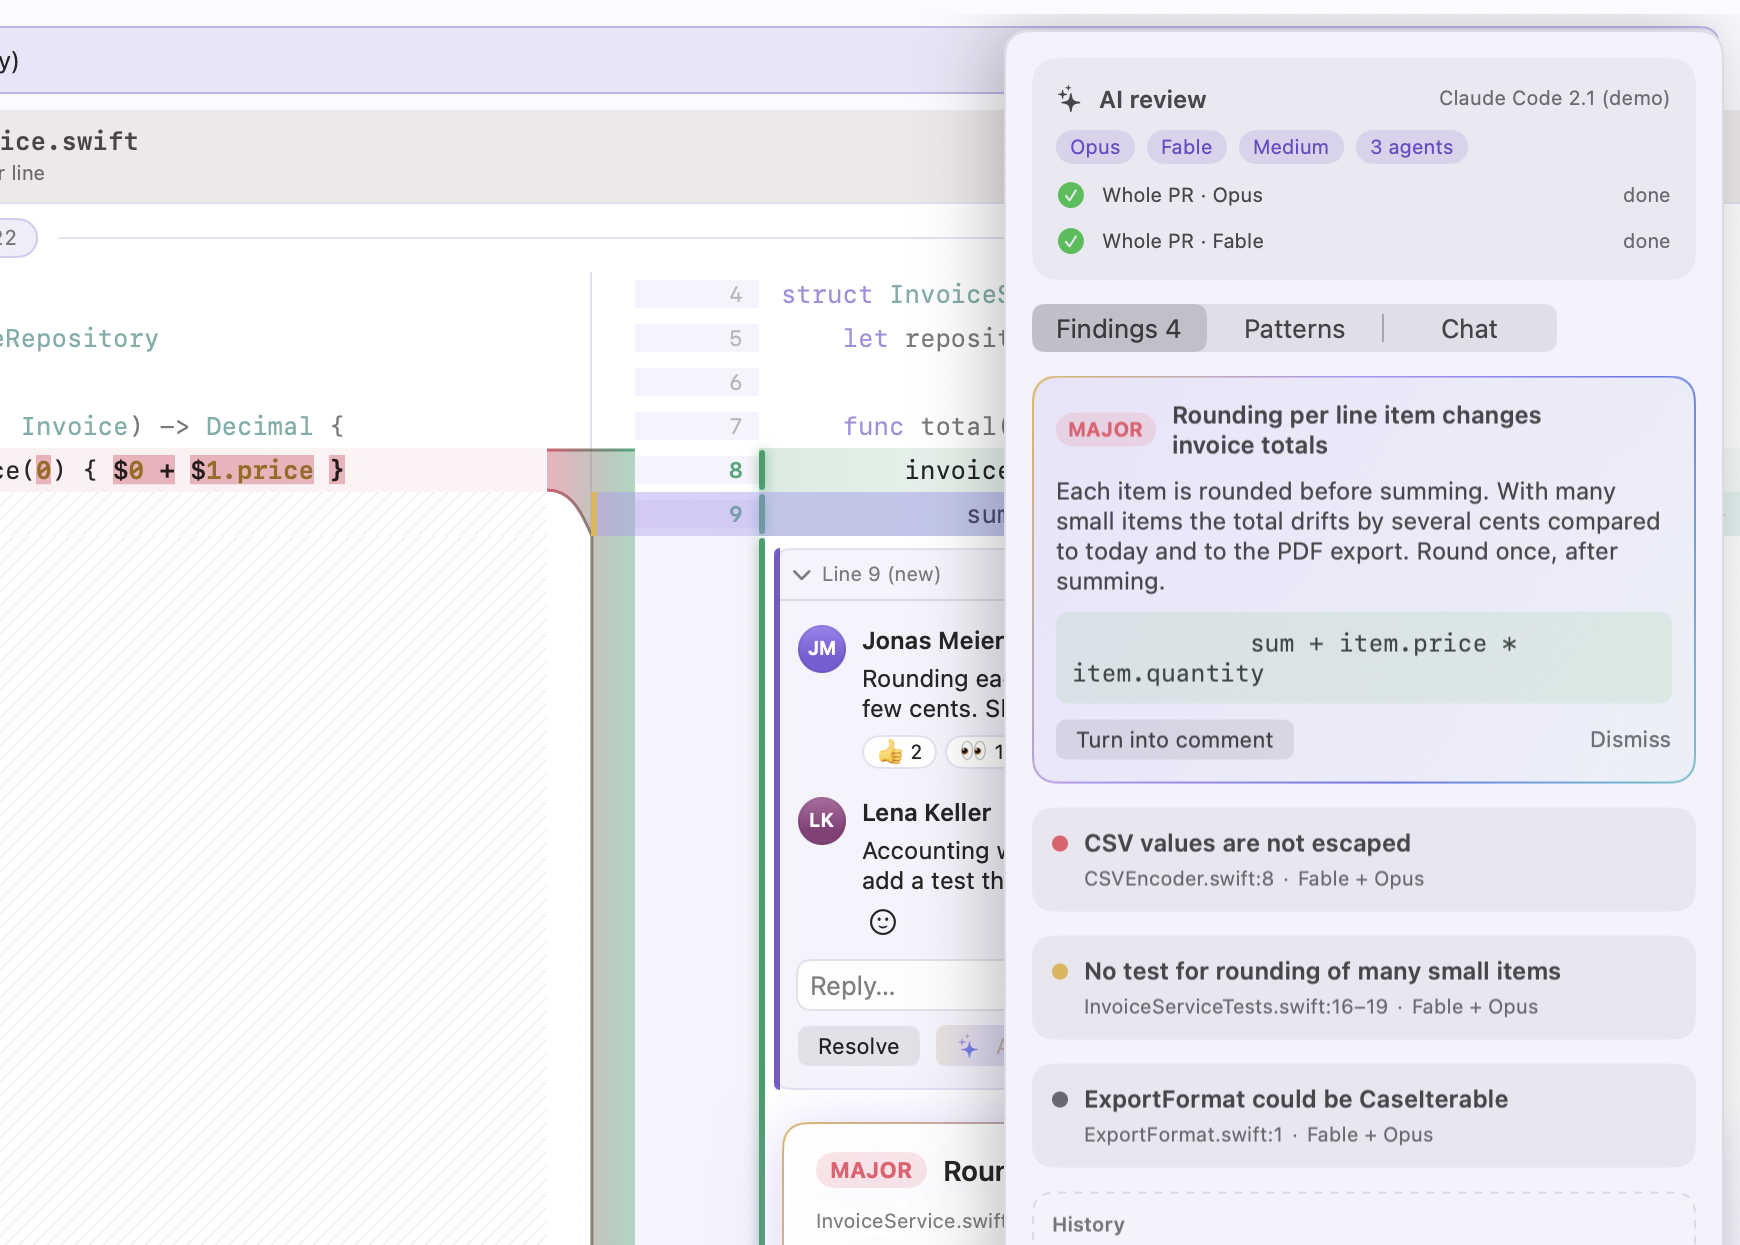 y)
ice.swift
r line
22
eRepository
Invoice) -> Decimal {
ce(0) { $0 + $1.price }
4 struct InvoiceS
5 let reposit
6
7 func total(
8 invoice
9 sum
Line 9 (new)
JM
Jonas Meier
Rounding ea
few cents. Sl
👍 2 👀 1
LK
Lena Keller
Accounting w
add a test th
Reply...
Resolve
MAJOR Roun
InvoiceService.swift
AI review
Claude Code 2.1 (demo)
Opus Fable Medium 3 agents
Whole PR · Opus done
Whole PR · Fable done
Findings 4 Patterns Chat
MAJOR
Rounding per line item changes
invoice totals
Each item is rounded before summing. With many
small items the total drifts by several cents compared
to today and to the PDF export. Round once, after
summing.
sum + item.price *
item.quantity
Turn into comment Dismiss
CSV values are not escaped
CSVEncoder.swift:8 · Fable + Opus
No test for rounding of many small items
InvoiceServiceTests.swift:16–19 · Fable + Opus
ExportFormat could be CaseIterable
ExportFormat.swift:1 · Fable + Opus
History